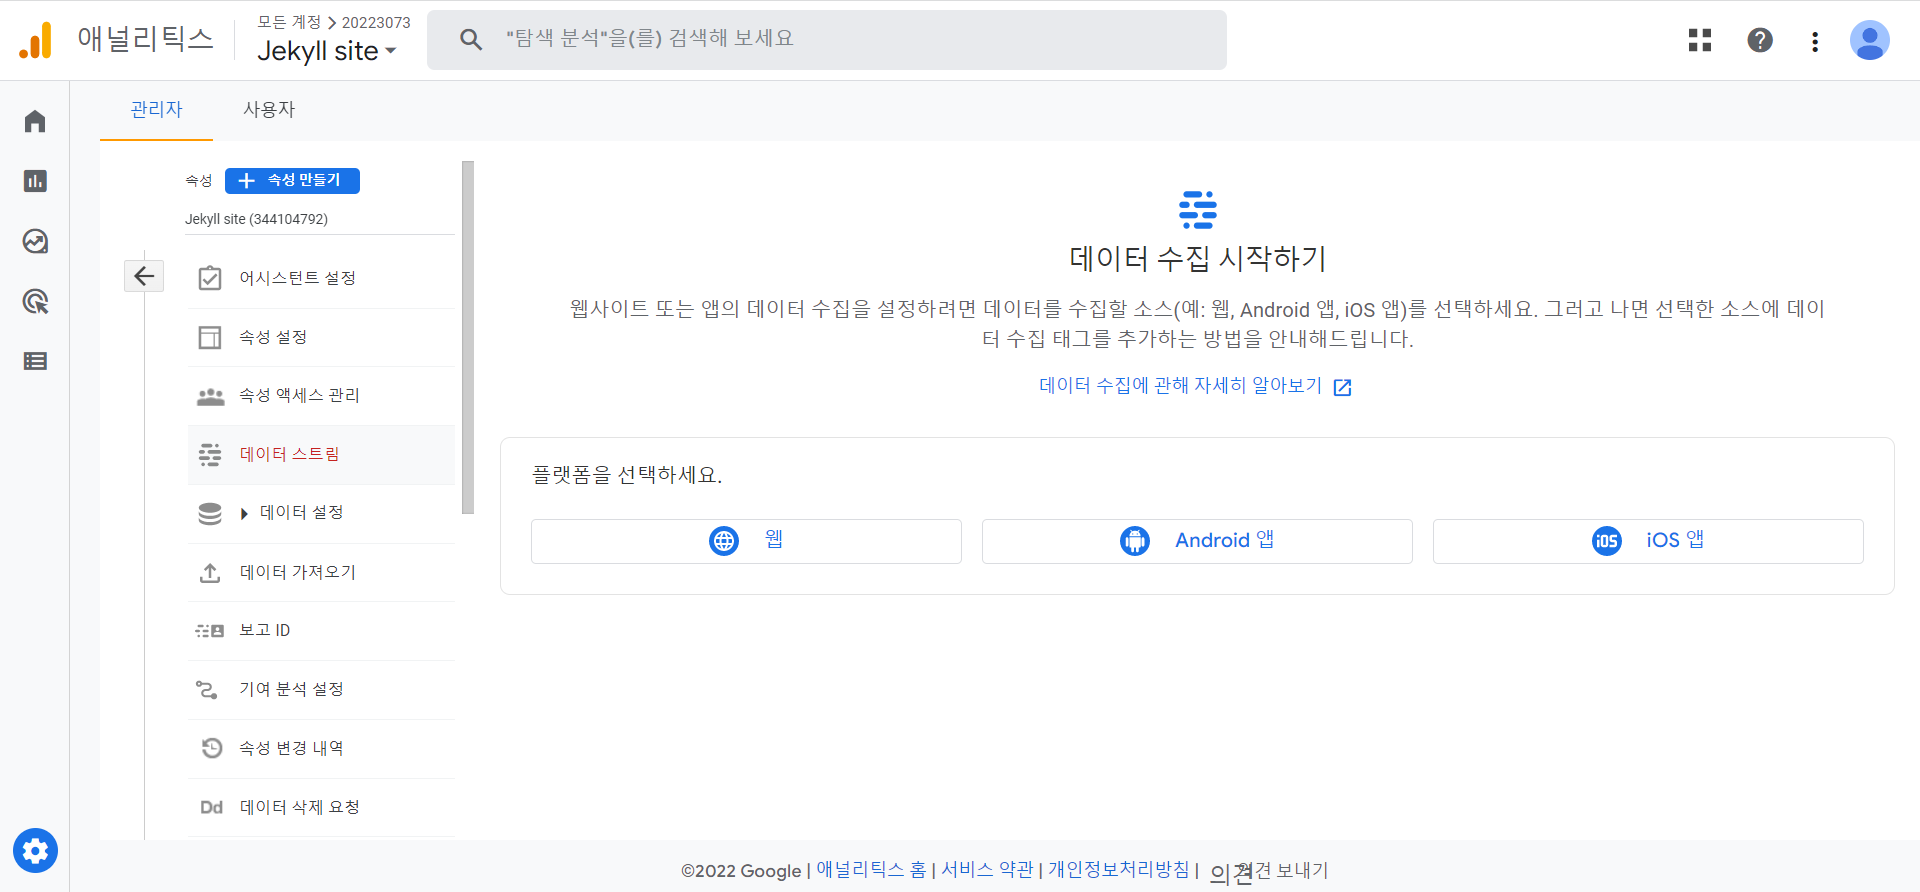 애널리틱스
모든 계정 > 20223073
Jekyll site
"탐색 분석"을(를) 검색해 보세요
관리자
사용자
속성
속성 만들기
Jekyll site (344104792)
어시스턴트 설정
속성 설정
속성 액세스 관리
데이터 스트림
데이터 설정
데이터 가져오기
보고 ID
기여 분석 설정
속성 변경 내역
Dd 데이터 삭제 요청
데이터 수집 시작하기
웹사이트 또는 앱의 데이터 수집을 설정하려면 데이터를 수집할 소스(예: 웹, Android 앱, iOS 앱)를 선택하세요. 그러고 나면 선택한 소스에 데이
터 수집 태그를 추가하는 방법을 안내해드립니다.
데이터 수집에 관해 자세히 알아보기
플랫폼을 선택하세요.
웹
Android 앱
iOS iOS 앱
©2022 Google | 애널리틱스 홈 | 서비스 약관 | 개인정보처리방침 | 의견 의견 보내기